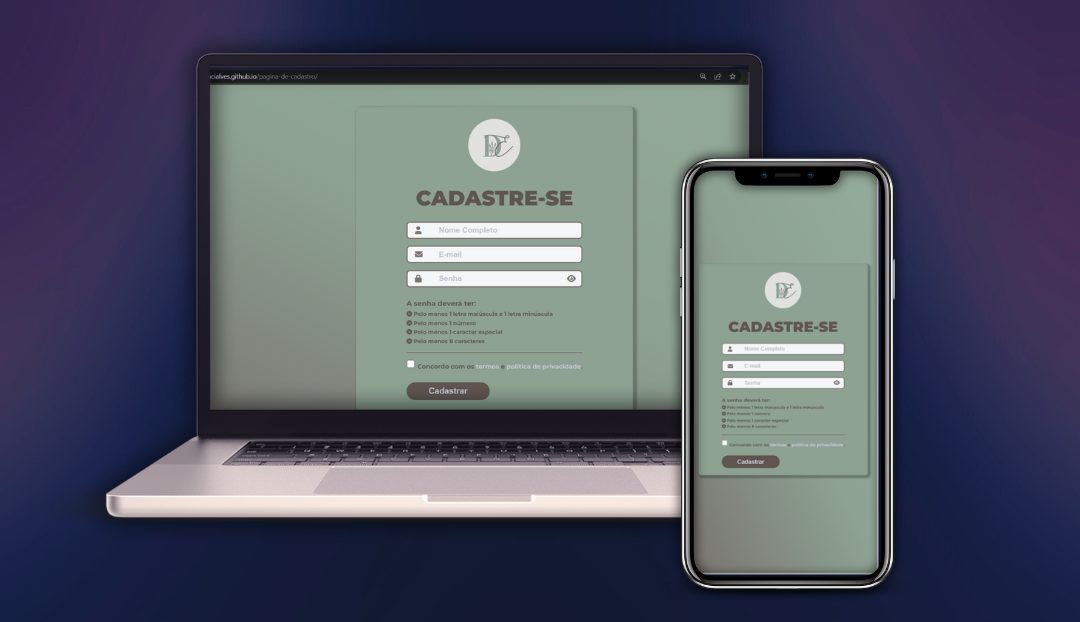 cialves.github.io/pagina-de-cadastro/
DC
CADASTRE-SE
Nome Completo
E-mail
Senha
A senha deverá ter:
Pelo menos 1 letra maiúscula e 1 letra minúscula
Pelo menos 1 número
Pelo menos 1 caracter especial
Pelo menos 8 caracteres
Concordo com os termos e política de privacidade
Cadastrar
DC
CADASTRE-SE
Nome Completo
E-mail
Senha
A senha deverá ter:
Pelo menos 1 letra maiúscula e 1 letra minúscula
Pelo menos 1 número
Pelo menos 1 caracter especial
Pelo menos 8 caracteres
Concordo com os termos e política de privacidade
Cadastrar